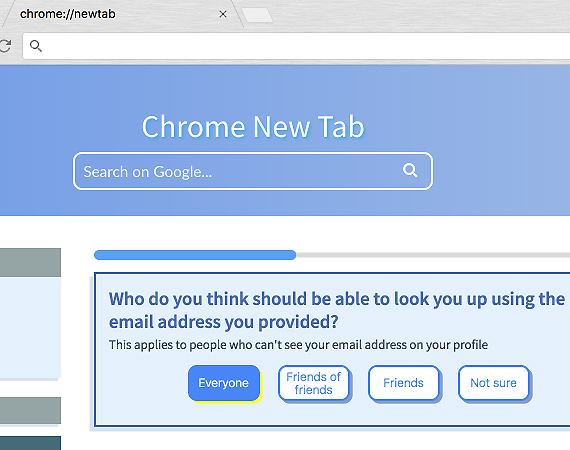 chrome://newtab
Chrome New Tab
Search on Google...
Who do you think should be able to look you up using the
email address you provided?
This applies to people who can't see your email address on your profile
Everyone
Friends of
friends
Friends
Not sure